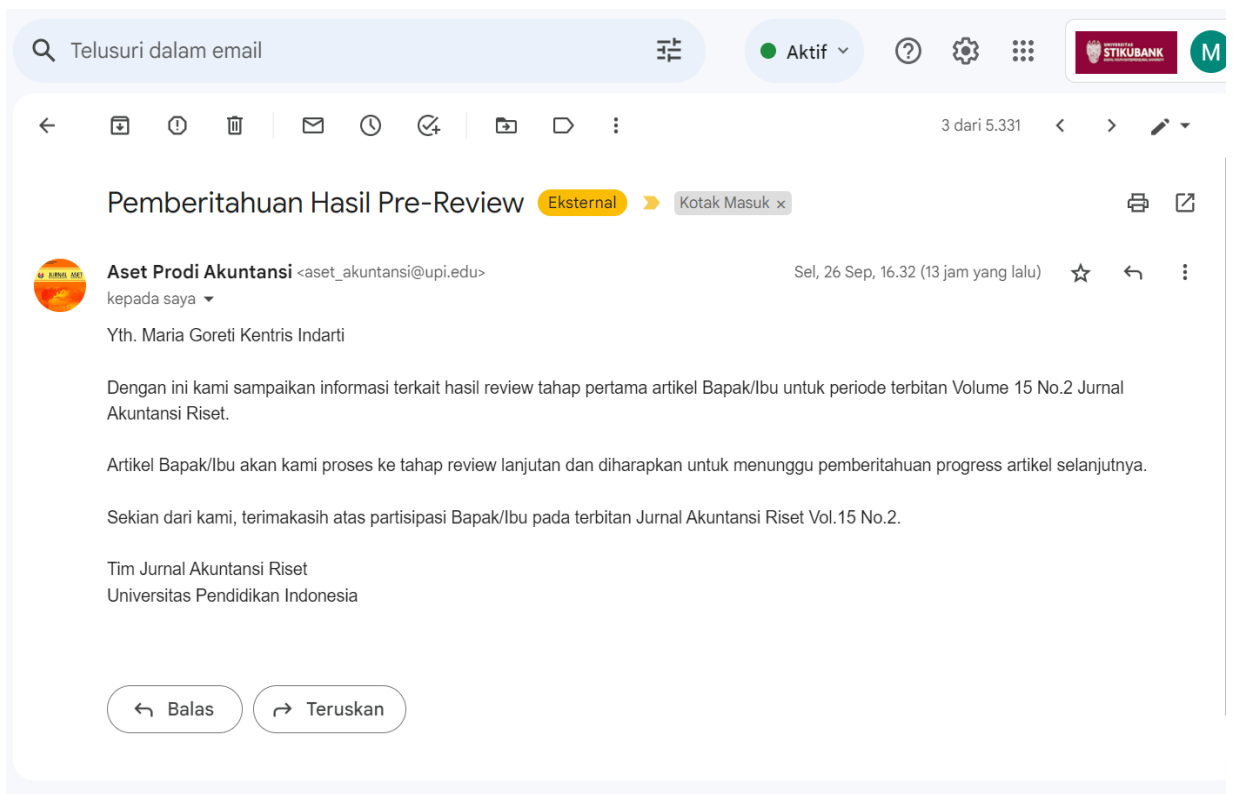 Telusuri dalam email
Aktif
UNIVERSITAS
STIKUBANK
M
3 dari 5.331
Pemberitahuan Hasil Pre-Review Eksternal Kotak Masuk x
JURNAL ASET
Aset Prodi Akuntansi <aset_akuntansi@upi.edu> Sel, 26 Sep, 16.32 (13 jam yang lalu)
kepada saya
Yth. Maria Goreti Kentris Indarti
Dengan ini kami sampaikan informasi terkait hasil review tahap pertama artikel Bapak/Ibu untuk periode terbitan Volume 15 No.2 Jurnal
Akuntansi Riset.
Artikel Bapak/Ibu akan kami proses ke tahap review lanjutan dan diharapkan untuk menunggu pemberitahuan progress artikel selanjutnya.
Sekian dari kami, terimakasih atas partisipasi Bapak/Ibu pada terbitan Jurnal Akuntansi Riset Vol.15 No.2.
Tim Jurnal Akuntansi Riset
Universitas Pendidikan Indonesia
Balas
Teruskan